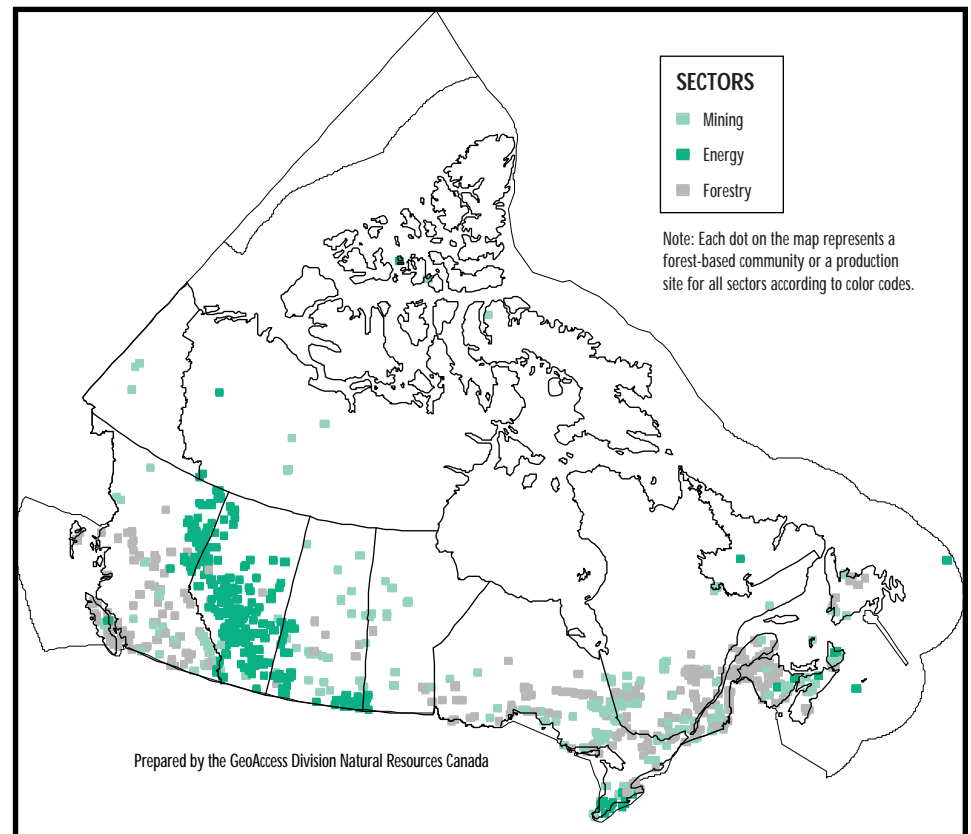 SECTORS
Mining
Energy
Forestry
Note: Each dot on the map represents a
forest-based community or a production
site for all sectors according to color codes.
Prepared by the GeoAccess Division Natural Resources Canada